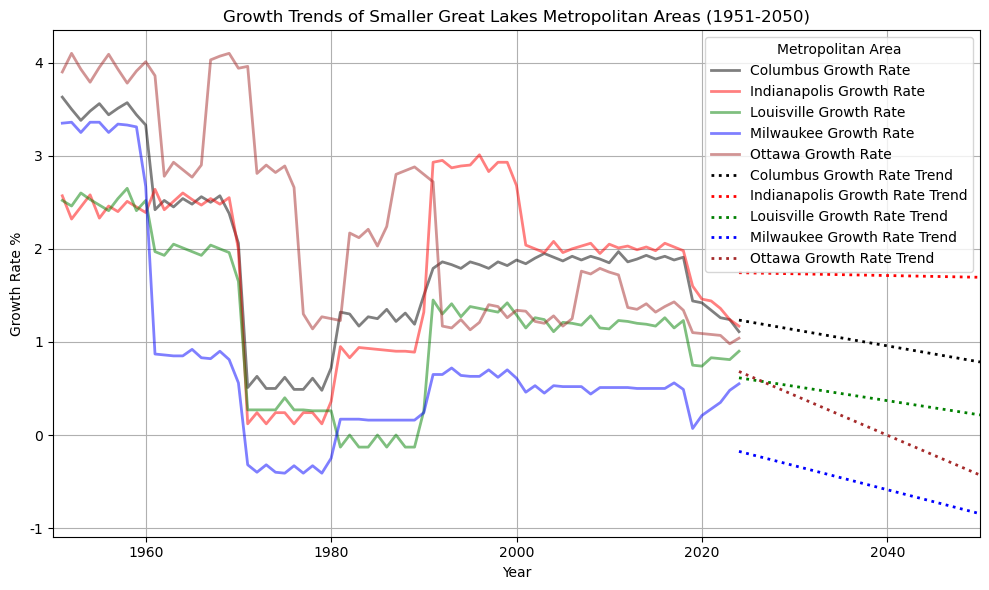 Growth Trends of Smaller Great Lakes Metropolitan Areas (1951-2050)
Growth Rate %
4
3
2
1
0
-1
Metropolitan Area
Columbus Growth Rate
Indianapolis Growth Rate
Louisville Growth Rate
Milwaukee Growth Rate
Ottawa Growth Rate
Columbus Growth Rate Trend
Indianapolis Growth Rate Trend
Louisville Growth Rate Trend
Milwaukee Growth Rate Trend
Ottawa Growth Rate Trend
1960 1980 2000 2020 2040
Year